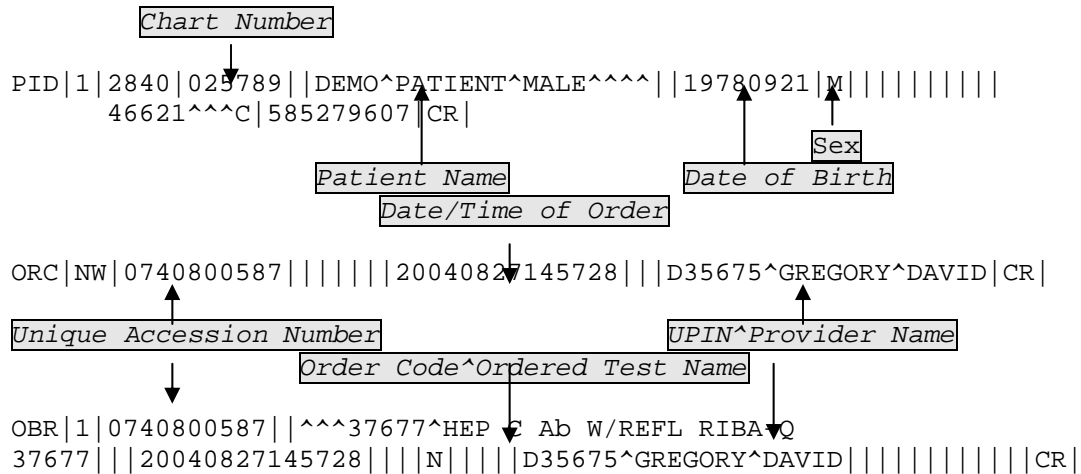 Chart Number
PID|1|2840|025789||DEMO^PATIENT^MALE^^^^||19780921|M||||||||||
46621^^^C|585279607|CR|
Sex
Patient Name
Date of Birth
Date/Time of Order
ORC|NW|0740800587|||||||20040827145728|||D35675^GREGORY^DAVID|CR|
Unique Accession Number
UPIN^Provider Name
Order Code^Ordered Test Name
OBR|1|0740800587||^^^37677^HEP C Ab W/REFL RIBA-Q
37677|||20040827145728||||N|||||D35675^GREGORY^DAVID||||||||||||CR|